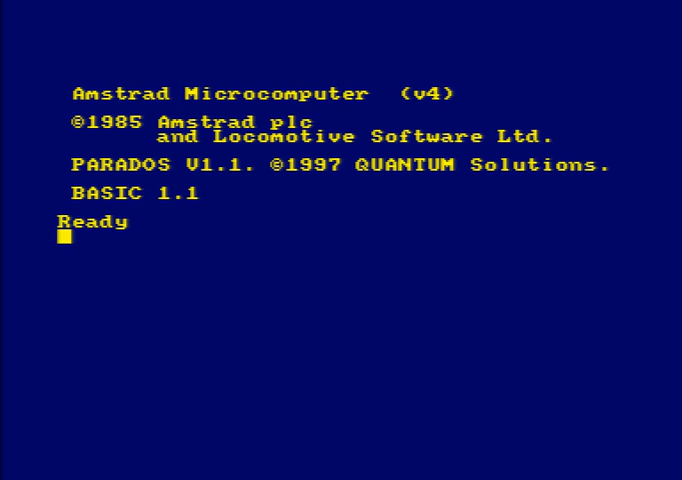 Amstrad Microcomputer (v4)
©1985 Amstrad plc
and Locomotive Software Ltd.
PARADOS V1.1. ©1997 QUANTUM Solutions.
BASIC 1.1
Ready